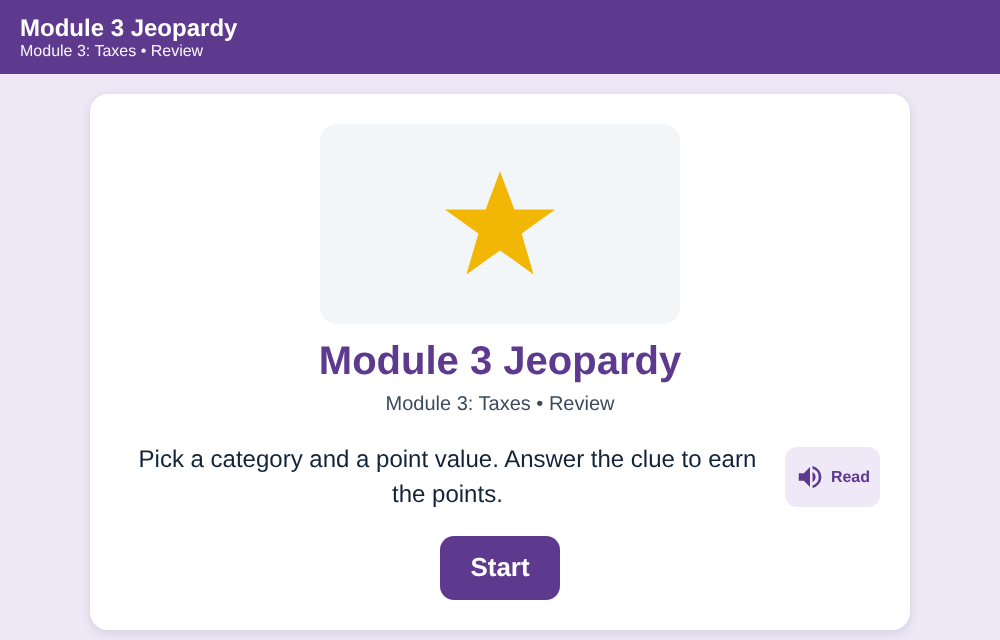 Module 3 Jeopardy
Module 3: Taxes • Review
Module 3 Jeopardy
Module 3: Taxes • Review
Pick a category and a point value. Answer the clue to earn
the points.
Read
Start